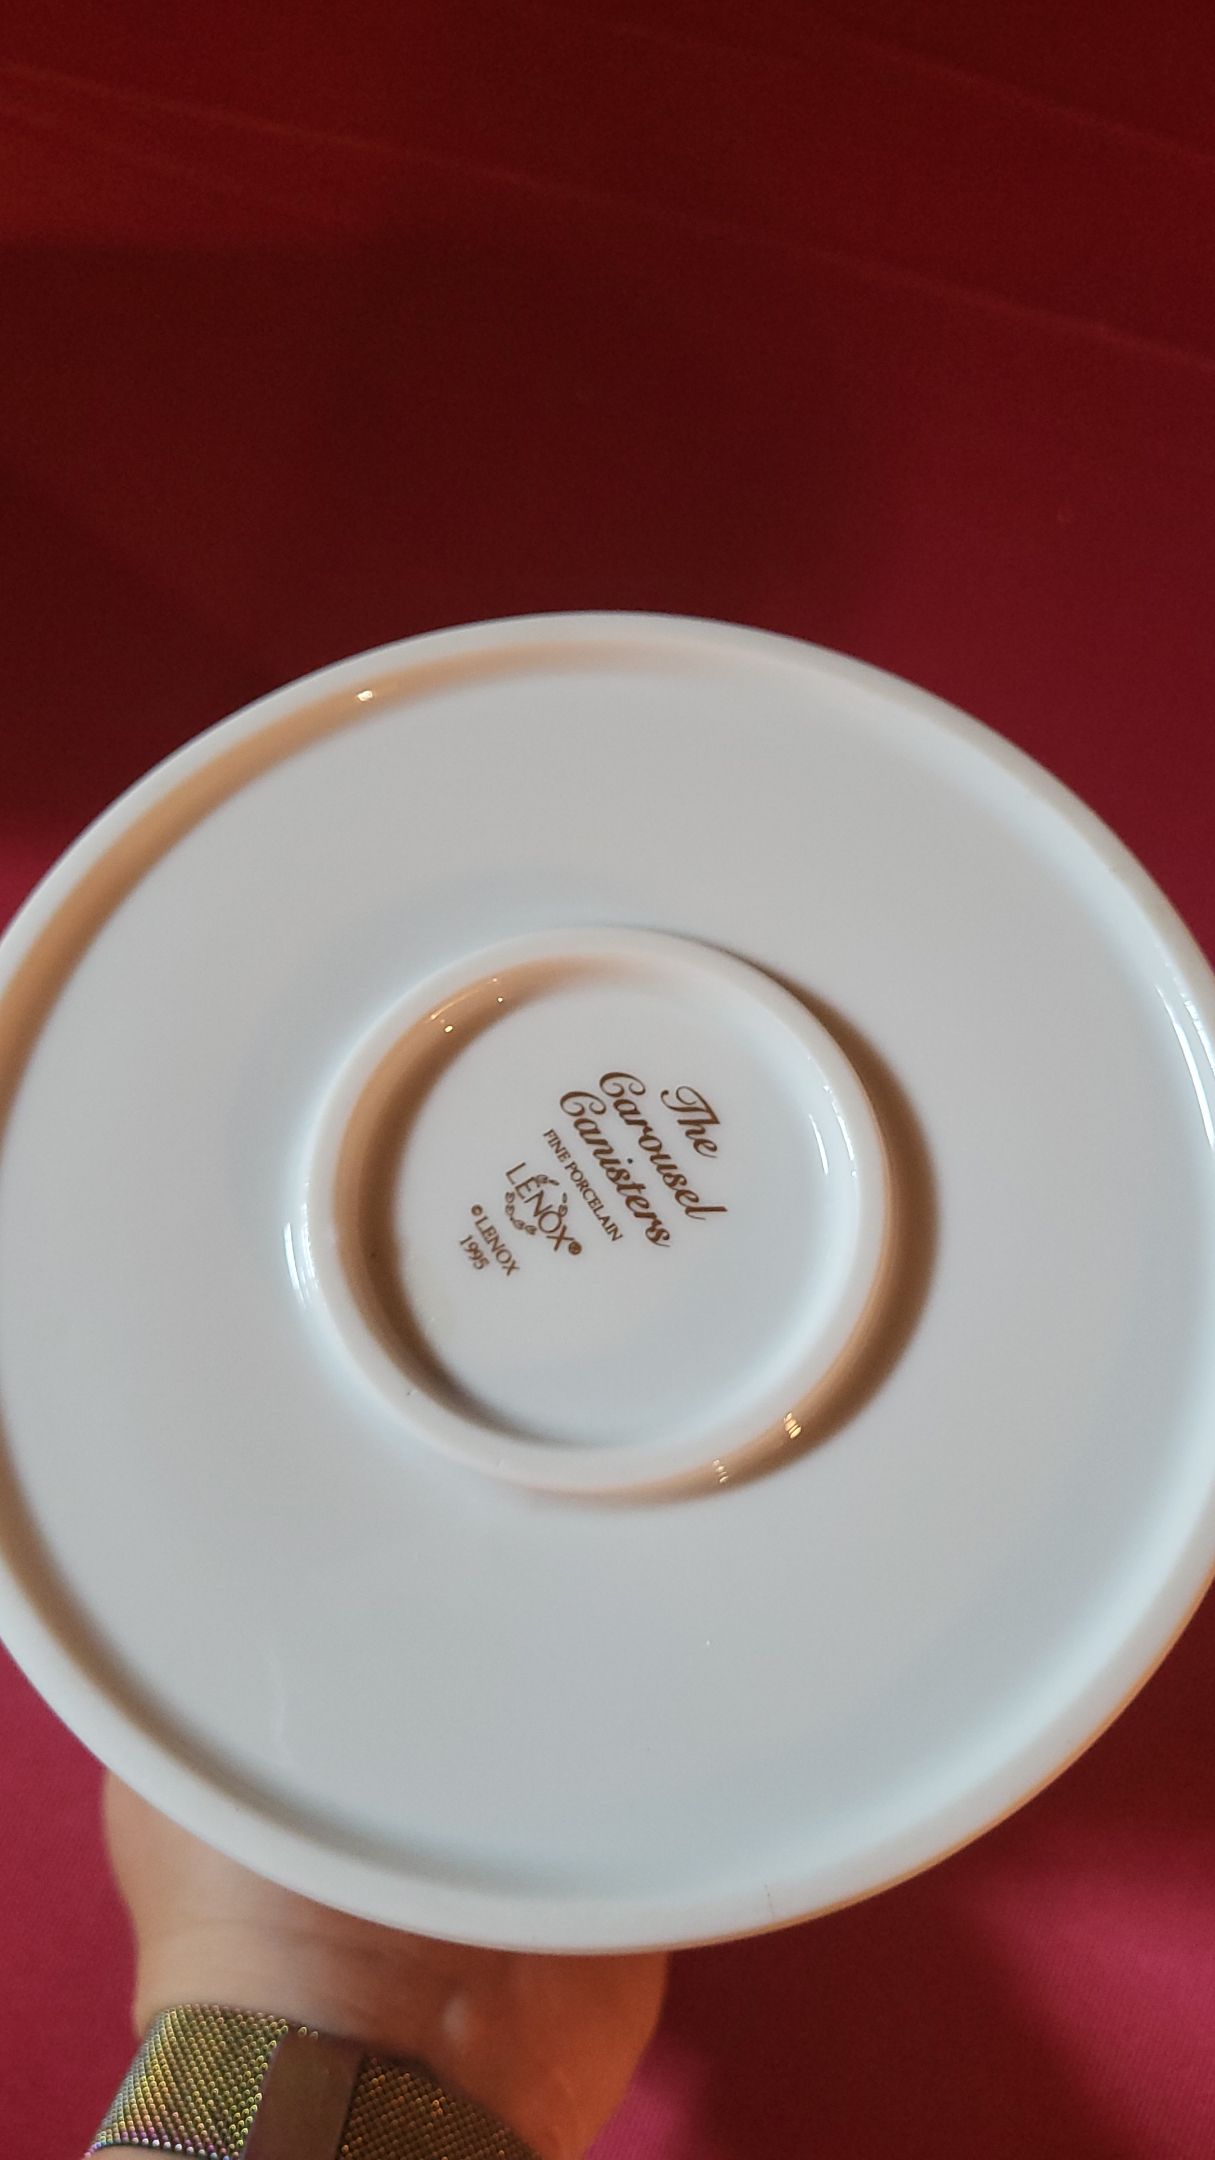 The
Carousel
Canisters
FINE PORCELAIN
LENOX®
©LENOX
1995